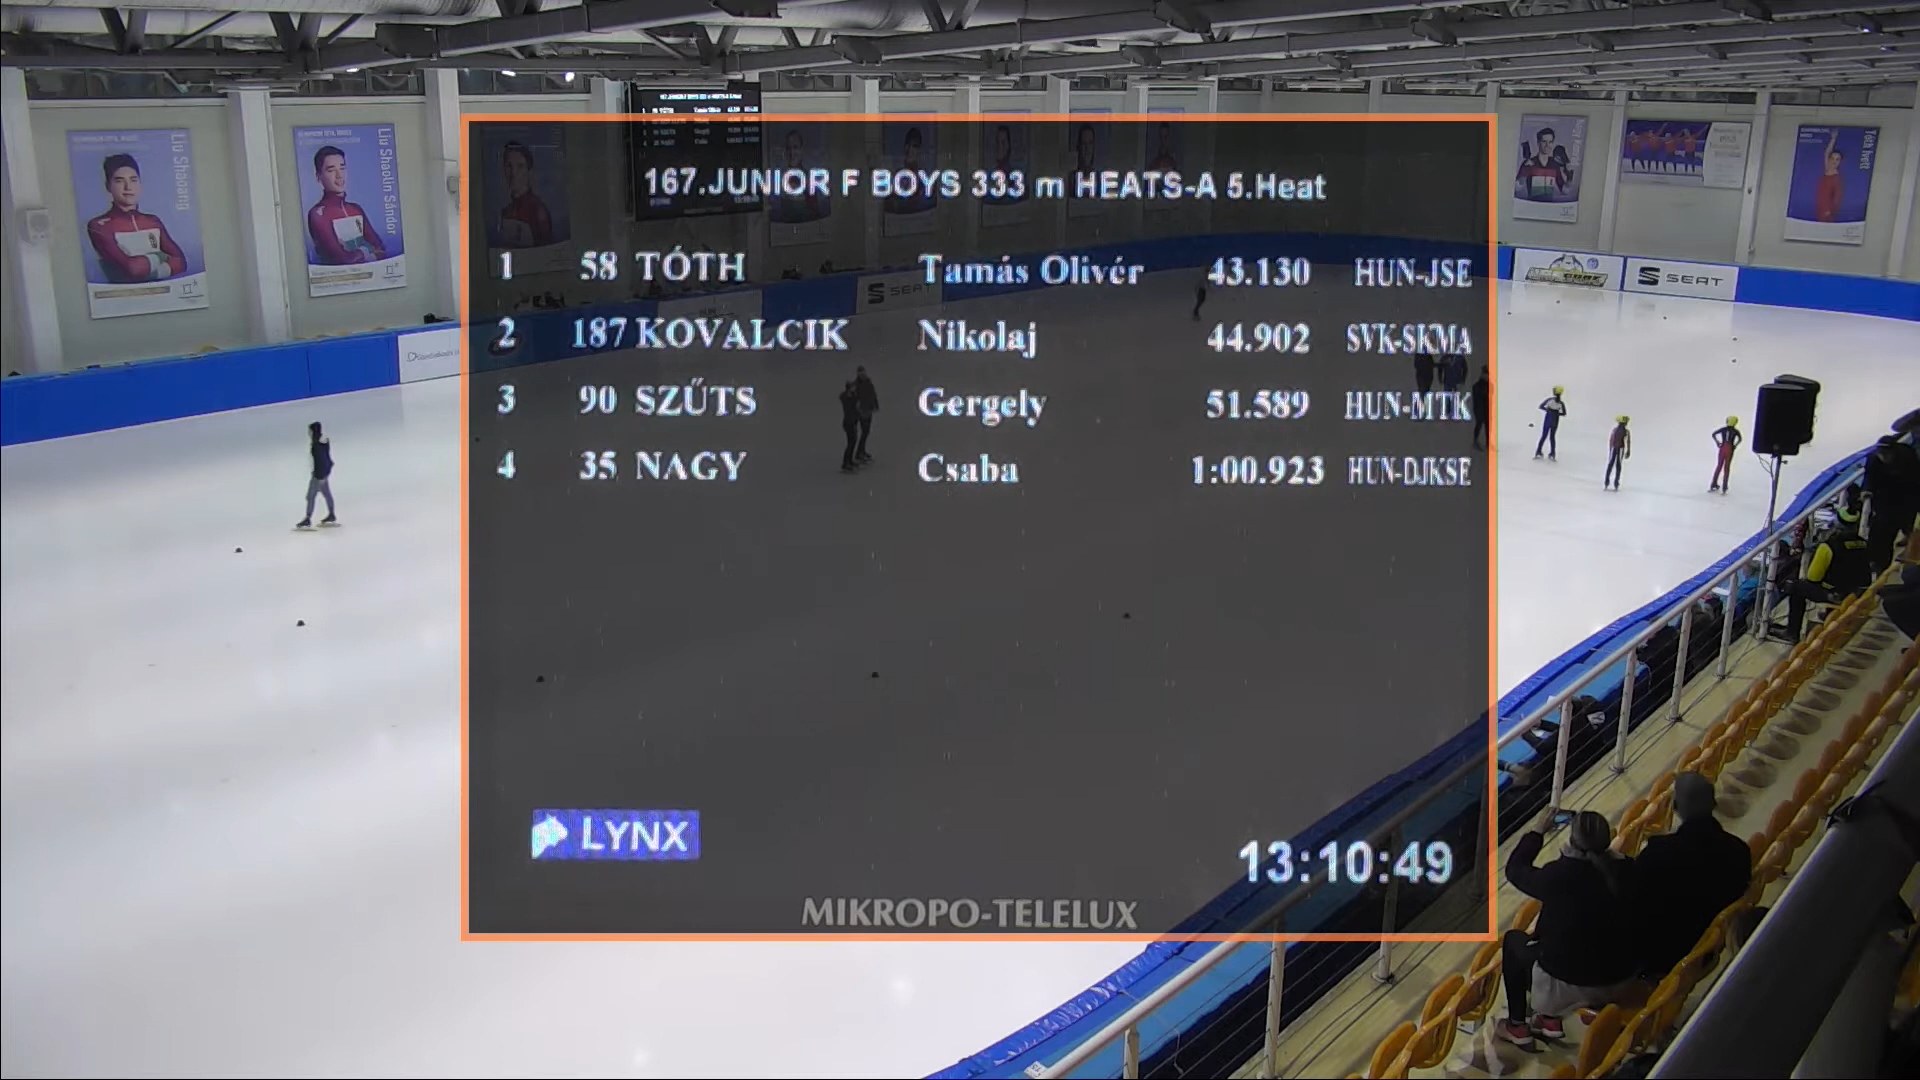 167.JUNIOR F BOYS 333 m HEATS-A 5.Heat
1 58 TÓTH Tamás Olivér 43.130 HUN-JSE
2 187 KOVALCIK Nikolaj 44.902 SVK-SKMA
3 90 SZŰTS Gergely 51.589 HUN-MTK
4 35 NAGY Csaba 1:00.923 HUN-DJKSE
LYNX
13:10:49
MIKROPO-TELELUX
Liu Shaoang
Liu Shaolin Sándor
SEAT
SEAT
Tóth Ivett